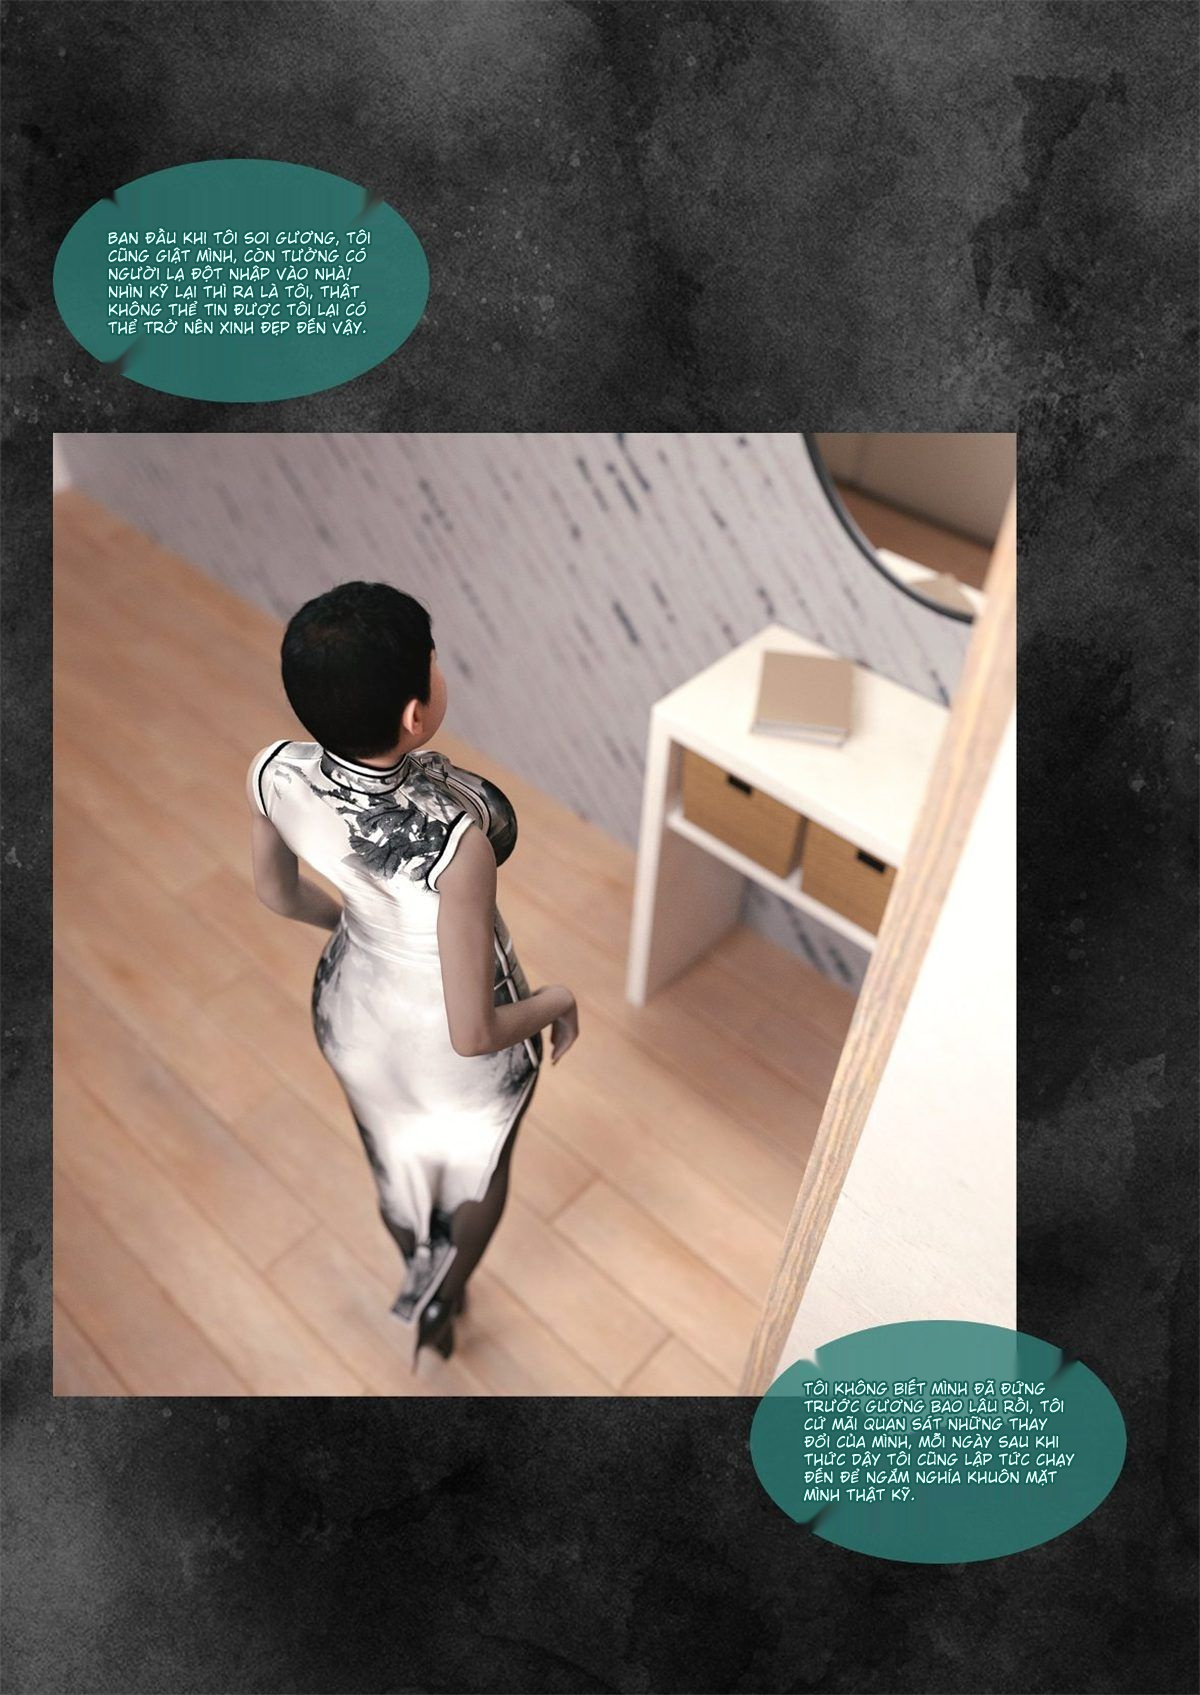 BAN ĐẦU KHI TÔI SOI GƯƠNG, TÔI
CŨNG GIẬT MÌNH, CÒN TƯỞNG CÓ
NGƯỜI LẠ ĐỘT NHẬP VÀO NHÀ!
NHÌN KỸ LẠI THÌ RA LÀ TÔI, THẬT
KHÔNG THỂ TIN ĐƯỢC TÔI LẠI CÓ
THỂ TRỞ NÊN XINH ĐẸP ĐẾN VẬY.
TÔI KHÔNG BIẾT MÌNH ĐÃ ĐỨNG
TRƯỚC GƯƠNG BAO LÂU RỒI, TÔI
CỨ MÃI QUAN SÁT NHỮNG THAY
ĐỔI CỦA MÌNH, MỖI NGÀY SAU KHI
THỨC DẬY TÔI CŨNG LẬP TỨC CHẠY
ĐẾN ĐỂ NGẮM NGHÍA KHUÔN MẶT
MÌNH THẬT KỸ.